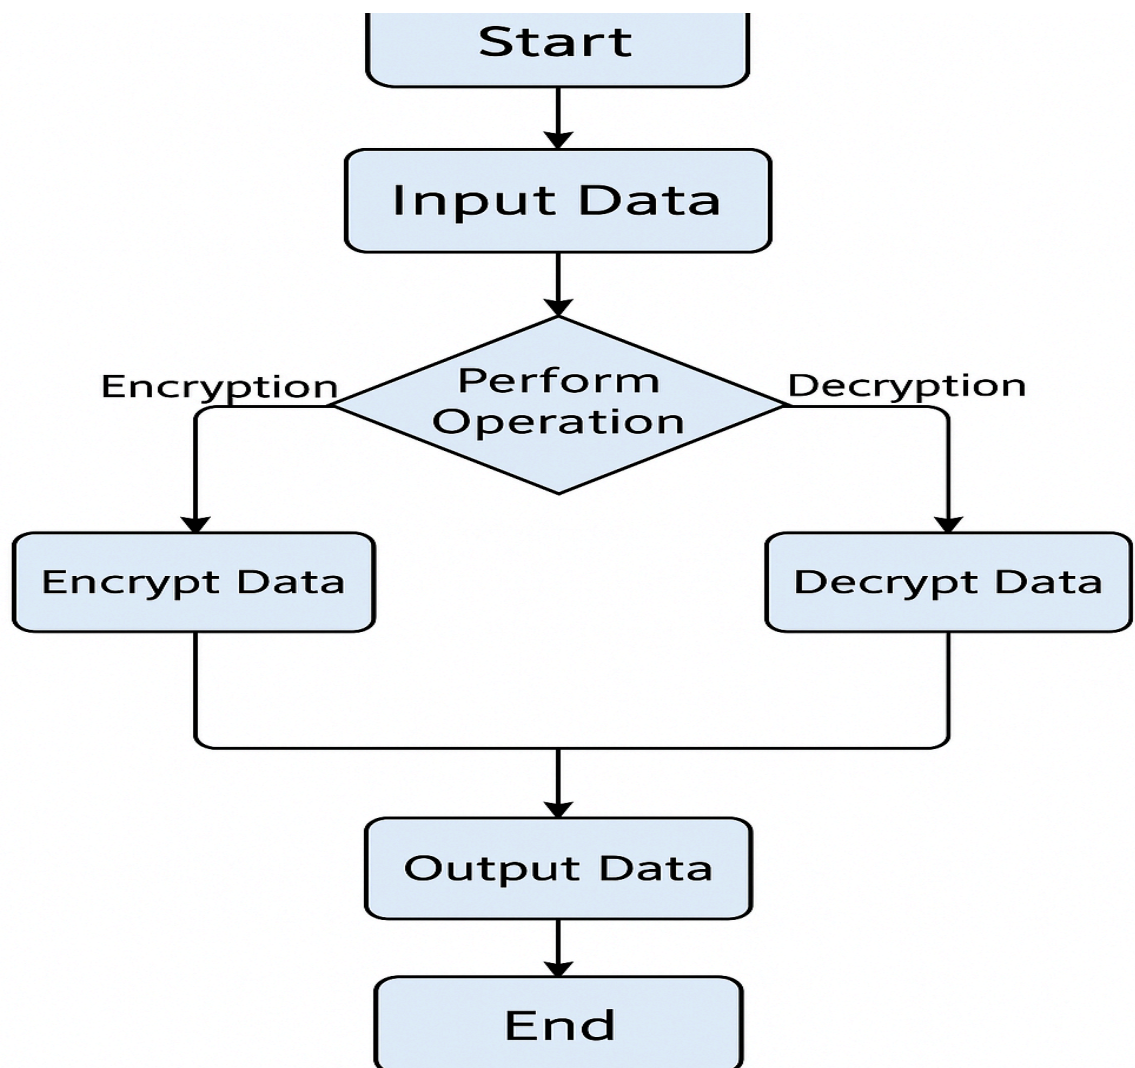 Start
Input Data
Encryption
Perform
Operation
Decryption
Encrypt Data
Decrypt Data
Output Data
End